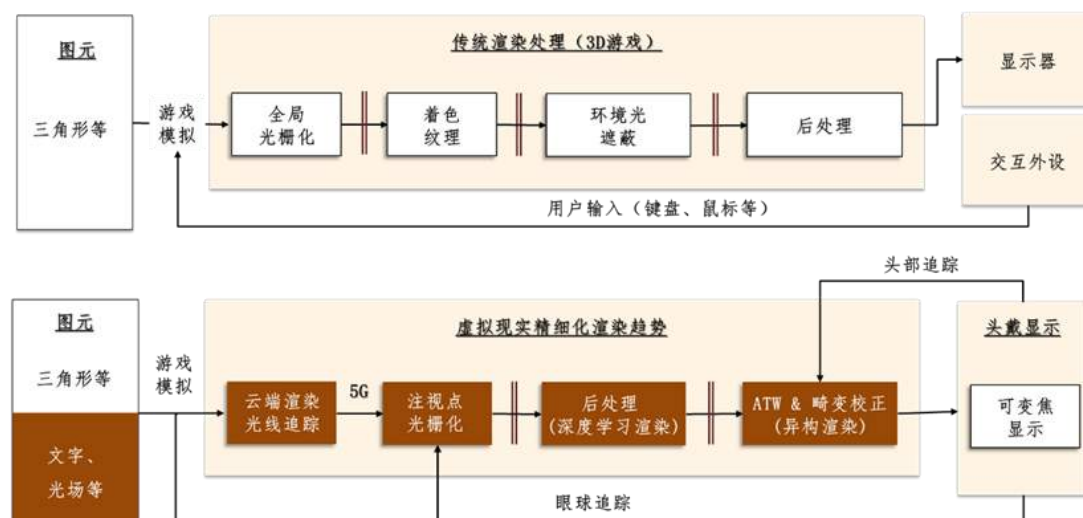 图元
三角形等
游戏
模拟
传统渲染处理（3D游戏）
全局
光栅化
着色
纹理
环境光
遮蔽
后处理
显示器
交互外设
用户输入（键盘、鼠标等）
头部追踪
图元
三角形等
文字、
光场等
游戏
模拟
虚拟现实精细化渲染趋势
云端渲染
光线追踪
5G
注视点
光栅化
后处理
(深度学习渲染)
ATW & 畸变校正
(异构渲染)
头戴显示
可变焦
显示
眼球追踪